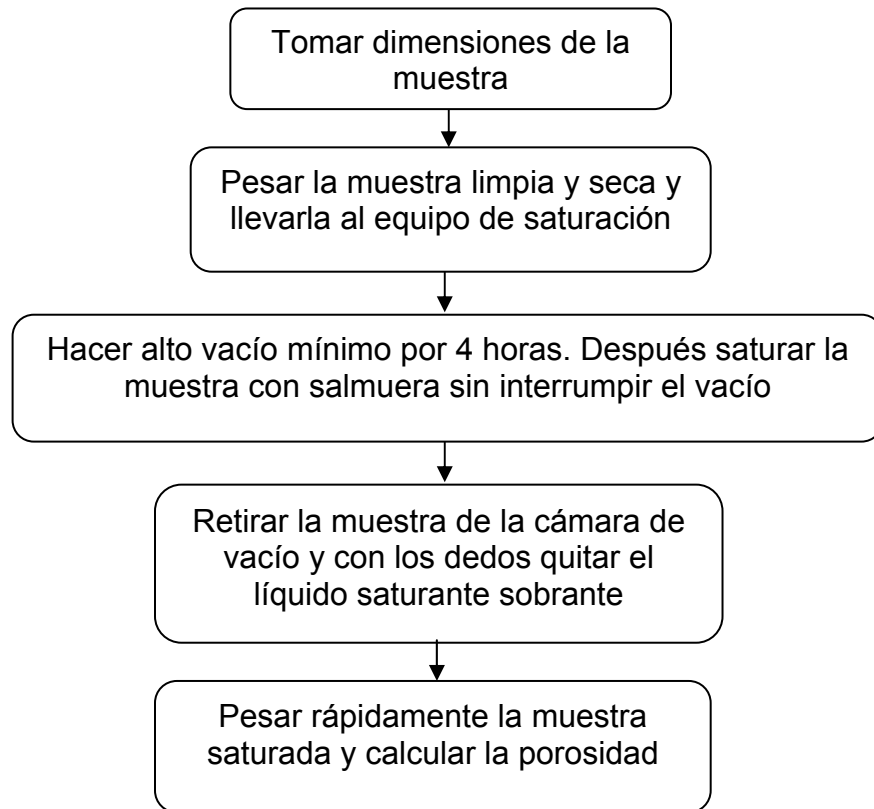 Tomar dimensiones de la
muestra
Pesar la muestra limpia y seca y
llevarla al equipo de saturación
Hacer alto vacío mínimo por 4 horas. Después saturar la
muestra con salmuera sin interrumpir el vacío
Retirar la muestra de la cámara de
vacío y con los dedos quitar el
líquido saturante sobrante
Pesar rápidamente la muestra
saturada y calcular la porosidad